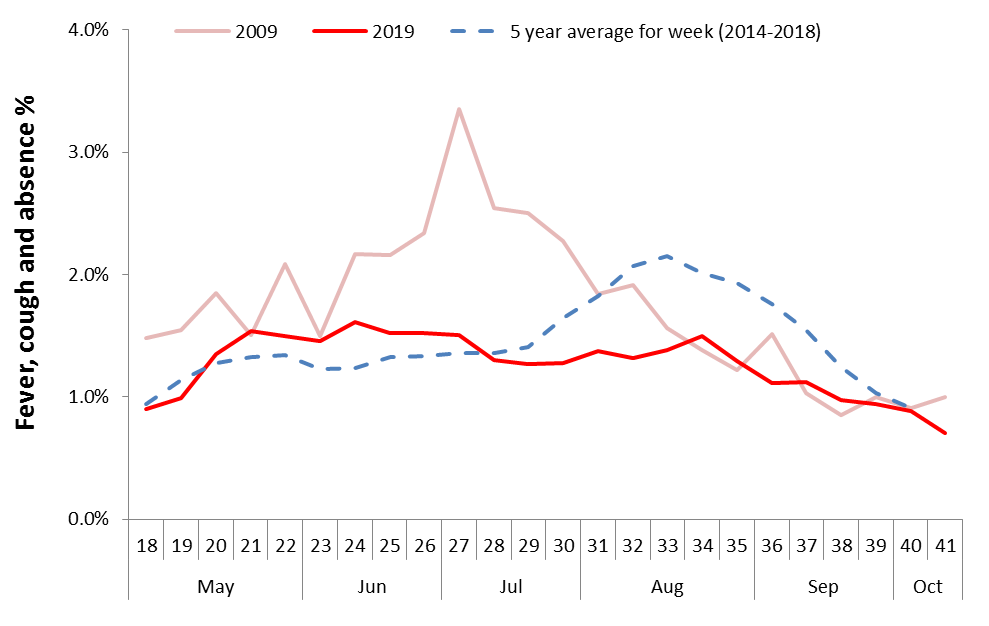 4.0%
2009 2019 5 year average for week (2014-2018)
3.0%
2.0%
1.0%
0.0%
Fever, cough and absence %
18 19 20 21 22 23 24 25 26 27 28 29 30 31 32 33 34 35 36 37 38 39 40 41
May Jun Jul Aug Sep Oct